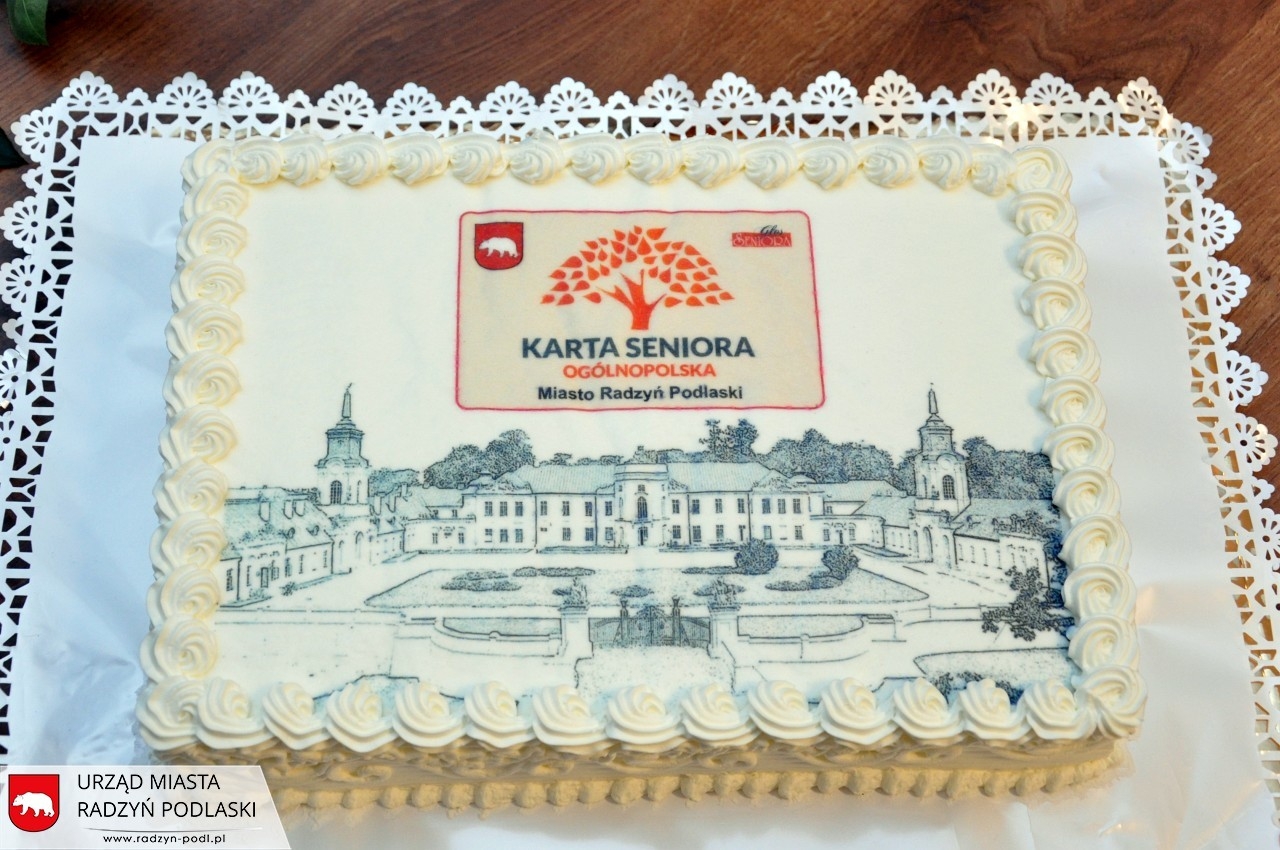 Głos
SENIORA
KARTA SENIORA
OGÓLNOPOLSKA
Miasto Radzyń Podlaski
URZĄD MIASTA
RADZYŃ PODLASKI
www.radzyn-podl.pl